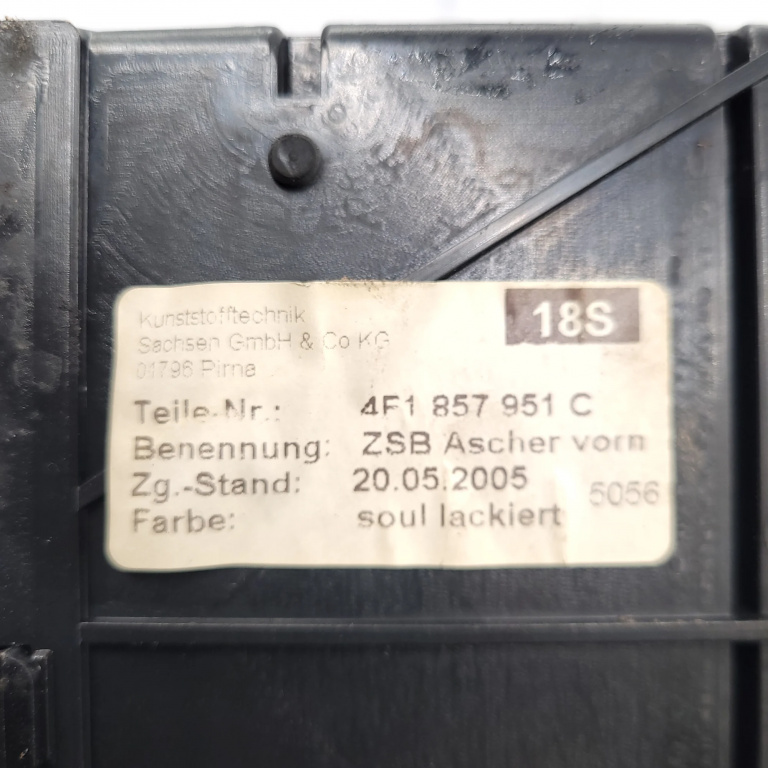 Kunststofftechnik
Sachsen GmbH & Co KG
01796 Pirna
18S
Teile-Nr.: 4F1 857 951 C
Benennung: ZSB Ascher vorn
Zg.-Stand: 20.05.2005
5056
Farbe: soul lackiert